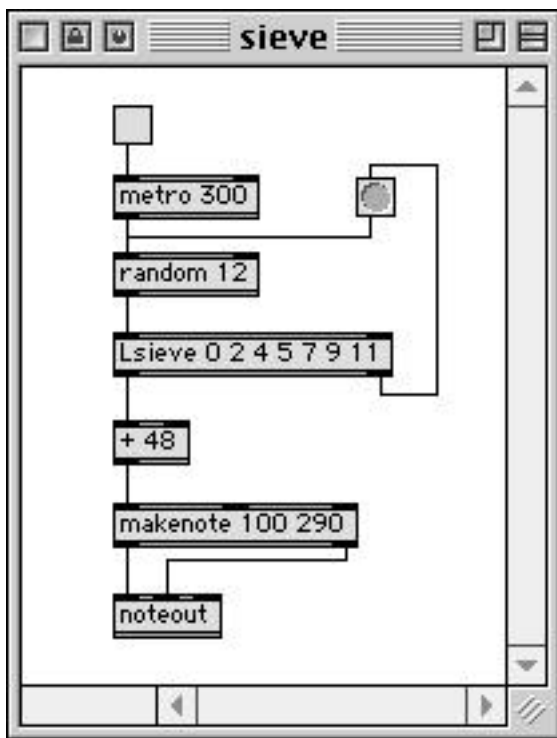 sieve
metro 300
random 12
Lsieve 0 2 4 5 7 9 11
+ 48
makenote 100 290
noteout